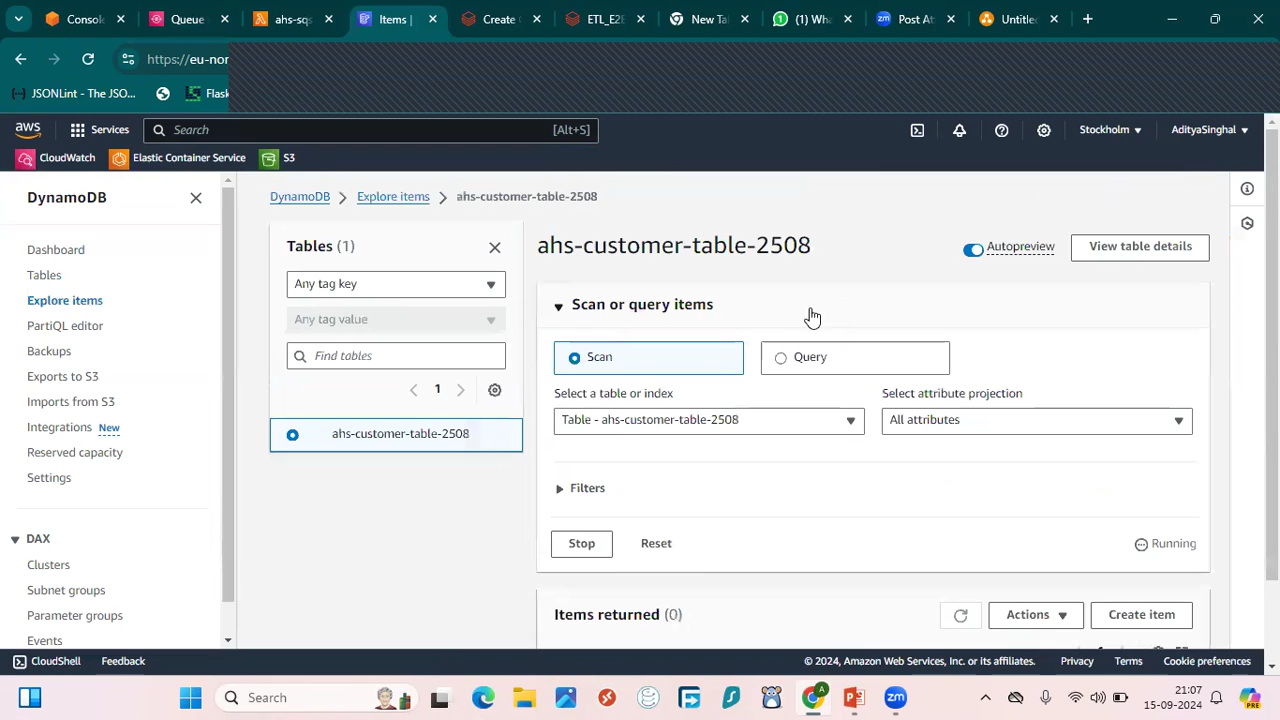 Conso
Queue
ahs-sqs
Items |
Create
ETL_E2E
New Ta
(1) Wha
Post At
Untitle
https://eu-nor
JSONLint - The JSO...
Flask
aws
Services
Search
[Alt+S]
Stockholm
AdityaSinghal
CloudWatch
Elastic Container Service
S3
DynamoDB
Dashboard
Tables
Explore items
PartiQL editor
Backups
Exports to S3
Imports from S3
Integrations New
Reserved capacity
Settings
DAX
Clusters
Subnet groups
Parameter groups
Events
DynamoDB
Explore items
ahs-customer-table-2508
Tables (1)
Any tag key
Any tag value
Find tables
1
ahs-customer-table-2508
ahs-customer-table-2508
Autopreview
View table details
Scan or query items
Scan
Query
Select a table or index
Table - ahs-customer-table-2508
Select attribute projection
All attributes
Filters
Stop
Reset
Running
Items returned (0)
Actions
Create item
CloudShell
Feedback
© 2024, Amazon Web Services, Inc. or its affiliates.
Privacy
Terms
Cookie preferences
Search
21:07
15-09-2024
PRE